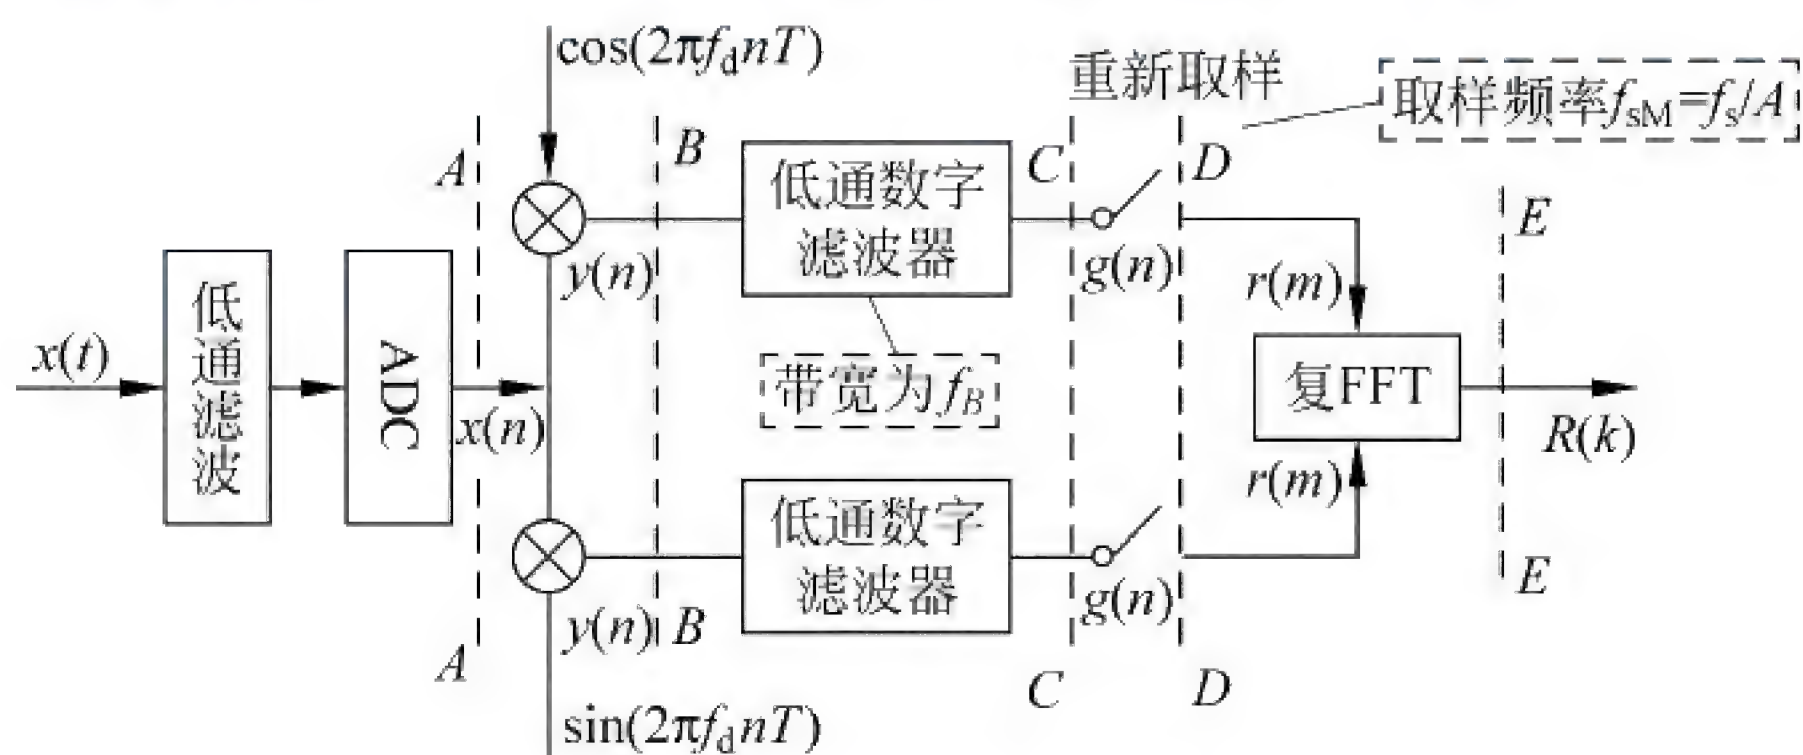 cos(2πf_d nT)
重新取样
取样频率f_sM=f_s/A
A
B
C
D
E
低通数字
滤波器
y(n)
g(n)
r(m)
低
通
滤
波
ADC
x(t)
x(n)
带宽为f_B
复FFT
R(k)
r(m)
低通数字
滤波器
y(n)
g(n)
A
B
C
D
E
sin(2πf_d nT)